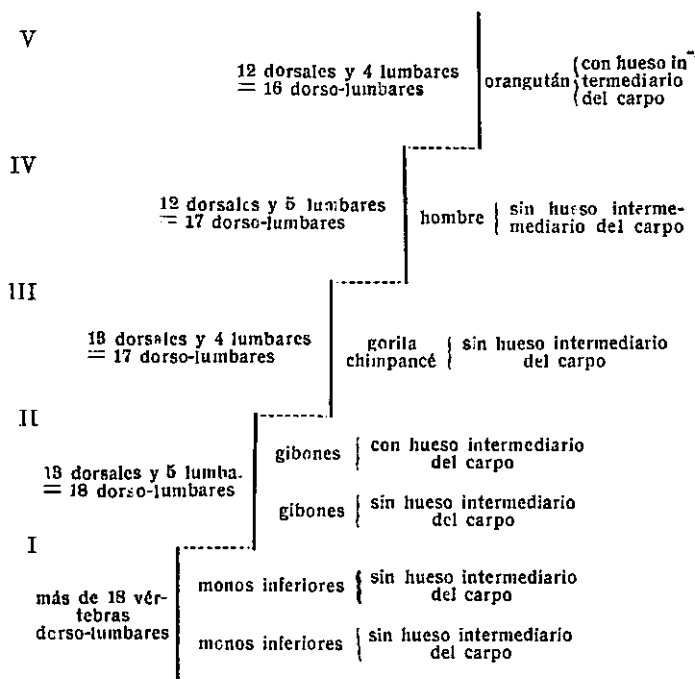 V
12 dorsales y 4 lumbares
= 16 dorso-lumbares
orangután { con hueso in-
termediario
del carpo
IV
12 dorsales y 5 lumbares
= 17 dorso-lumbares
hombre { sin hueso interme-
mediario del carpo
III
13 dorsales y 4 lumbares
= 17 dorso-lumbares
gorila
chimpancé { sin hueso intermediario
del carpo
II
13 dorsales y 5 lumba.
= 18 dorso-lumbares
gibones { con hueso intermediario
del carpo
gibones { sin hueso intermediario
del carpo
I
más de 18 vér-
tebras
dorso-lumbares
monos inferiores { sin hueso intermediario
del carpo
monos inferiores { sin hueso intermediario
del carpo